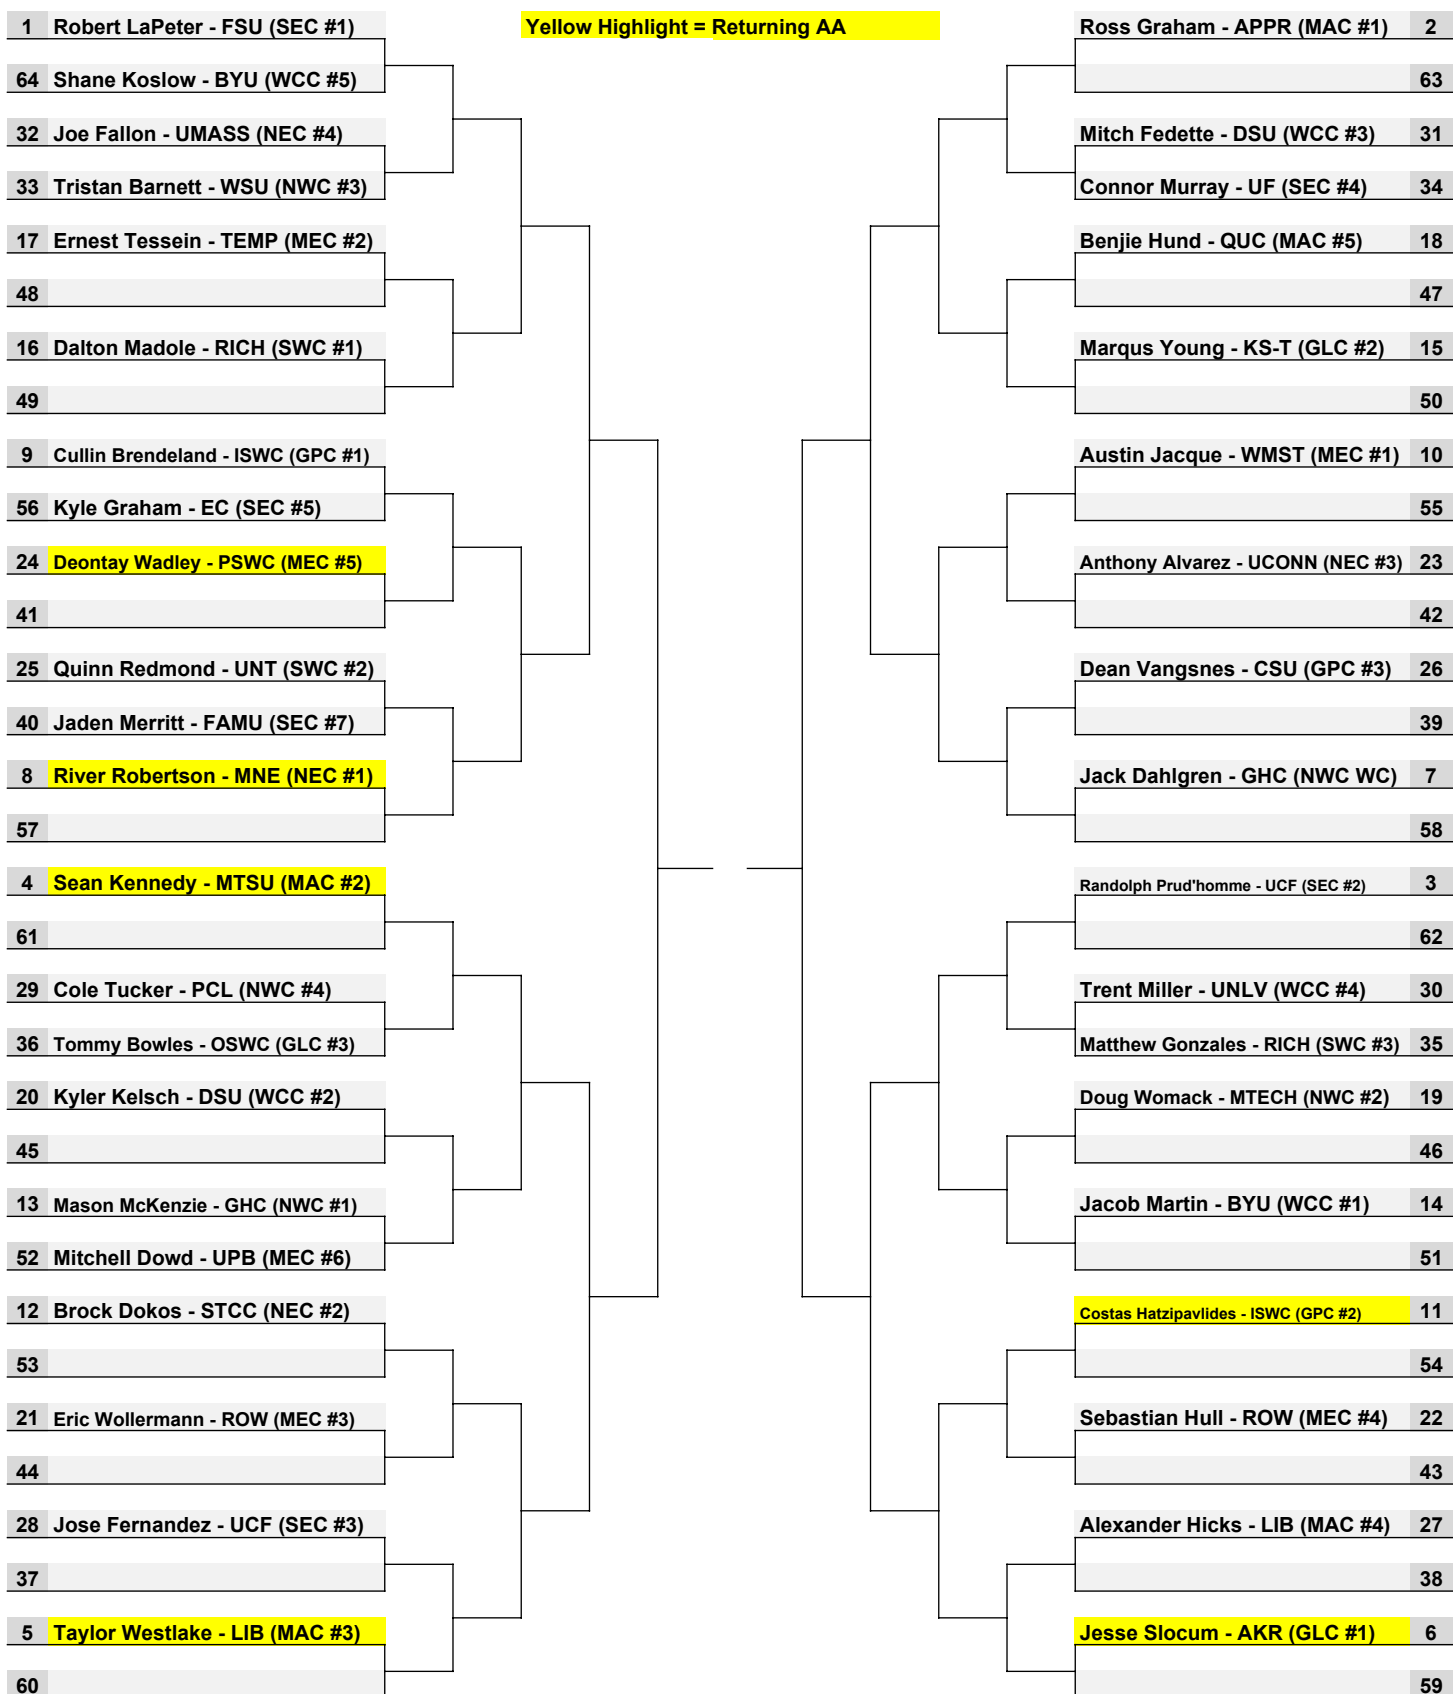 1 Robert LaPeter - FSU (SEC #1)
64 Shane Koslow - BYU (WCC #5)
32 Joe Fallon - UMASS (NEC #4)
33 Tristan Barnett - WSU (NWC #3)
17 Ernest Tessein - TEMP (MEC #2)
48
16 Dalton Madole - RICH (SWC #1)
49
9 Cullin Brendeland - ISWC (GPC #1)
56 Kyle Graham - EC (SEC #5)
24 Deontay Wadley - PSWC (MEC #5)
41
25 Quinn Redmond - UNT (SWC #2)
40 Jaden Merritt - FAMU (SEC #7)
8 River Robertson - MNE (NEC #1)
57
4 Sean Kennedy - MTSU (MAC #2)
61
29 Cole Tucker - PCL (NWC #4)
36 Tommy Bowles - OSWC (GLC #3)
20 Kyler Kelsch - DSU (WCC #2)
45
13 Mason McKenzie - GHC (NWC #1)
52 Mitchell Dowd - UPB (MEC #6)
12 Brock Dokos - STCC (NEC #2)
53
21 Eric Wollermann - ROW (MEC #3)
44
28 Jose Fernandez - UCF (SEC #3)
37
5 Taylor Westlake - LIB (MAC #3)
60
Yellow Highlight = Returning AA
Ross Graham - APPR (MAC #1) 2
63
Mitch Fedette - DSU (WCC #3) 31
Connor Murray - UF (SEC #4) 34
Benjie Hund - QUC (MAC #5) 18
47
Marqus Young - KS-T (GLC #2) 15
50
Austin Jacque - WMST (MEC #1) 10
55
Anthony Alvarez - UCONN (NEC #3) 23
42
Dean Vangsnes - CSU (GPC #3) 26
39
Jack Dahlgren - GHC (NWC WC) 7
58
Randolph Prud'homme - UCF (SEC #2) 3
62
Trent Miller - UNLV (WCC #4) 30
Matthew Gonzales - RICH (SWC #3) 35
Doug Womack - MTECH (NWC #2) 19
46
Jacob Martin - BYU (WCC #1) 14
51
Costas Hatzipavlides - ISWC (GPC #2) 11
54
Sebastian Hull - ROW (MEC #4) 22
43
Alexander Hicks - LIB (MAC #4) 27
38
Jesse Slocum - AKR (GLC #1) 6
59